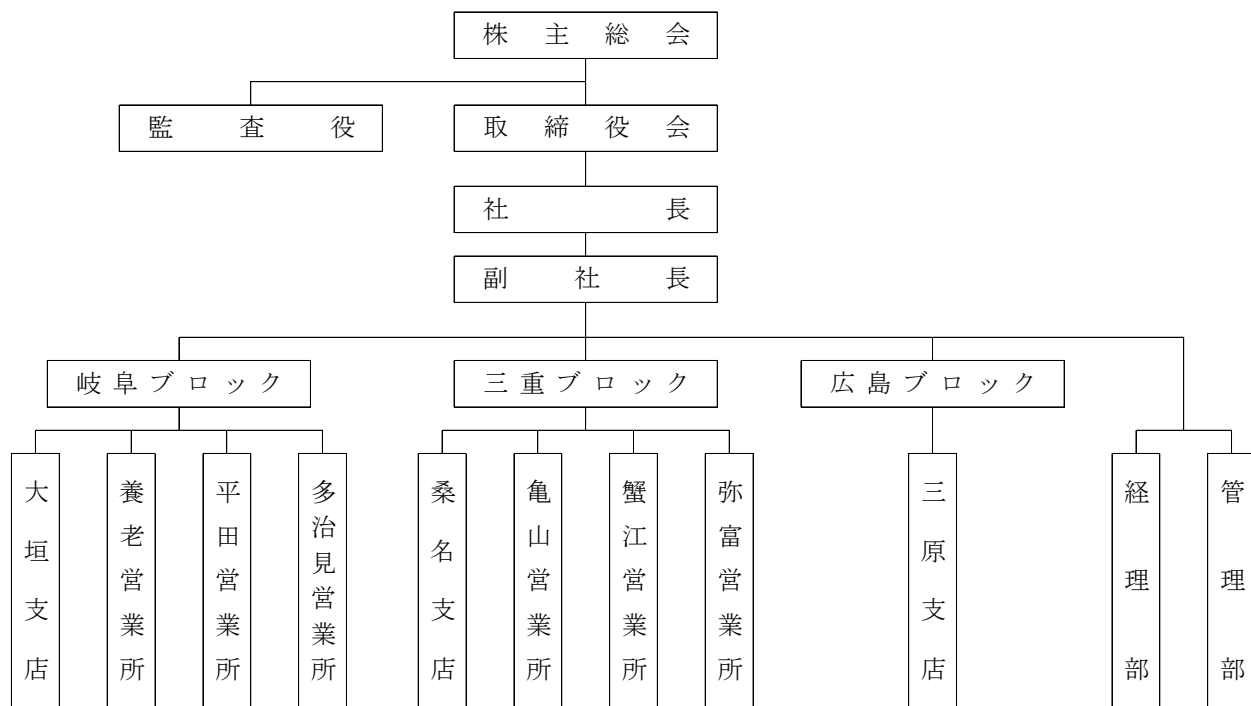 株主総会
監査役
取締役会
社長
副社長
岐阜ブロック
三重ブロック
広島ブロック
大垣支店
養老営業所
平田営業所
多治見営業所
桑名支店
亀山営業所
蟹江営業所
弥富営業所
三原支店
経理部
管理部